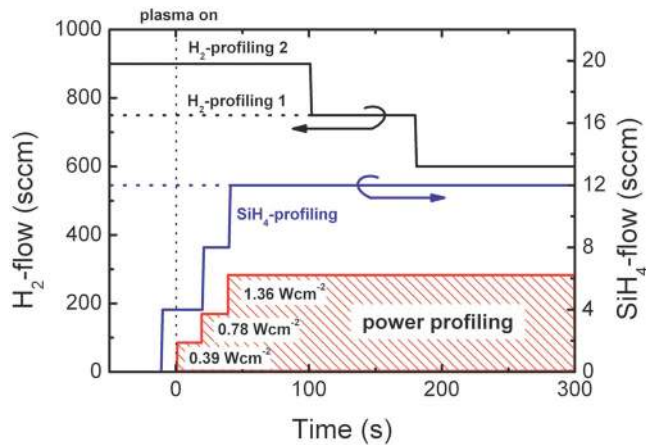 plasma on
1000
800
600
400
200
0
H₂-flow (sccm)
H₂-profiling 2
H₂-profiling 1
SiH₄-profiling
1.36 Wcm⁻²
0.78 Wcm⁻²
0.39 Wcm⁻²
power profiling
20
16
12
8
4
0
SiH₄-flow (sccm)
0
100
200
300
Time (s)